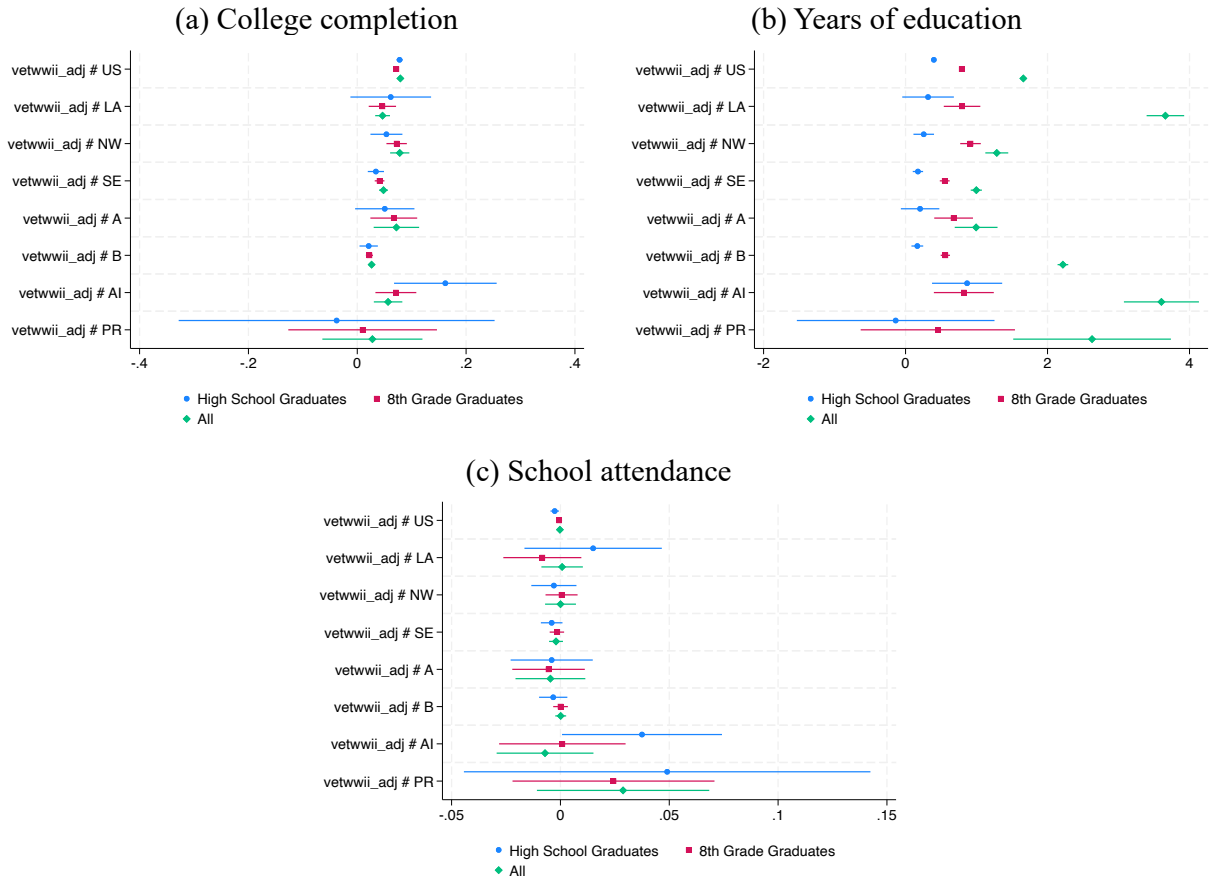 (a) College completion
vetwwii_adj # US
vetwwii_adj # LA
vetwwii_adj # NW
vetwwii_adj # SE
vetwwii_adj # A
vetwwii_adj # B
vetwwii_adj # AI
vetwwii_adj # PR
-.4 -.2 0 .2 .4
High School Graduates 8th Grade Graduates
All
(b) Years of education
vetwwii_adj # US
vetwwii_adj # LA
vetwwii_adj # NW
vetwwii_adj # SE
vetwwii_adj # A
vetwwii_adj # B
vetwwii_adj # AI
vetwwii_adj # PR
-2 0 2 4
High School Graduates 8th Grade Graduates
All
(c) School attendance
vetwwii_adj # US
vetwwii_adj # LA
vetwwii_adj # NW
vetwwii_adj # SE
vetwwii_adj # A
vetwwii_adj # B
vetwwii_adj # AI
vetwwii_adj # PR
-.05 0 .05 .1 .15
High School Graduates 8th Grade Graduates
All